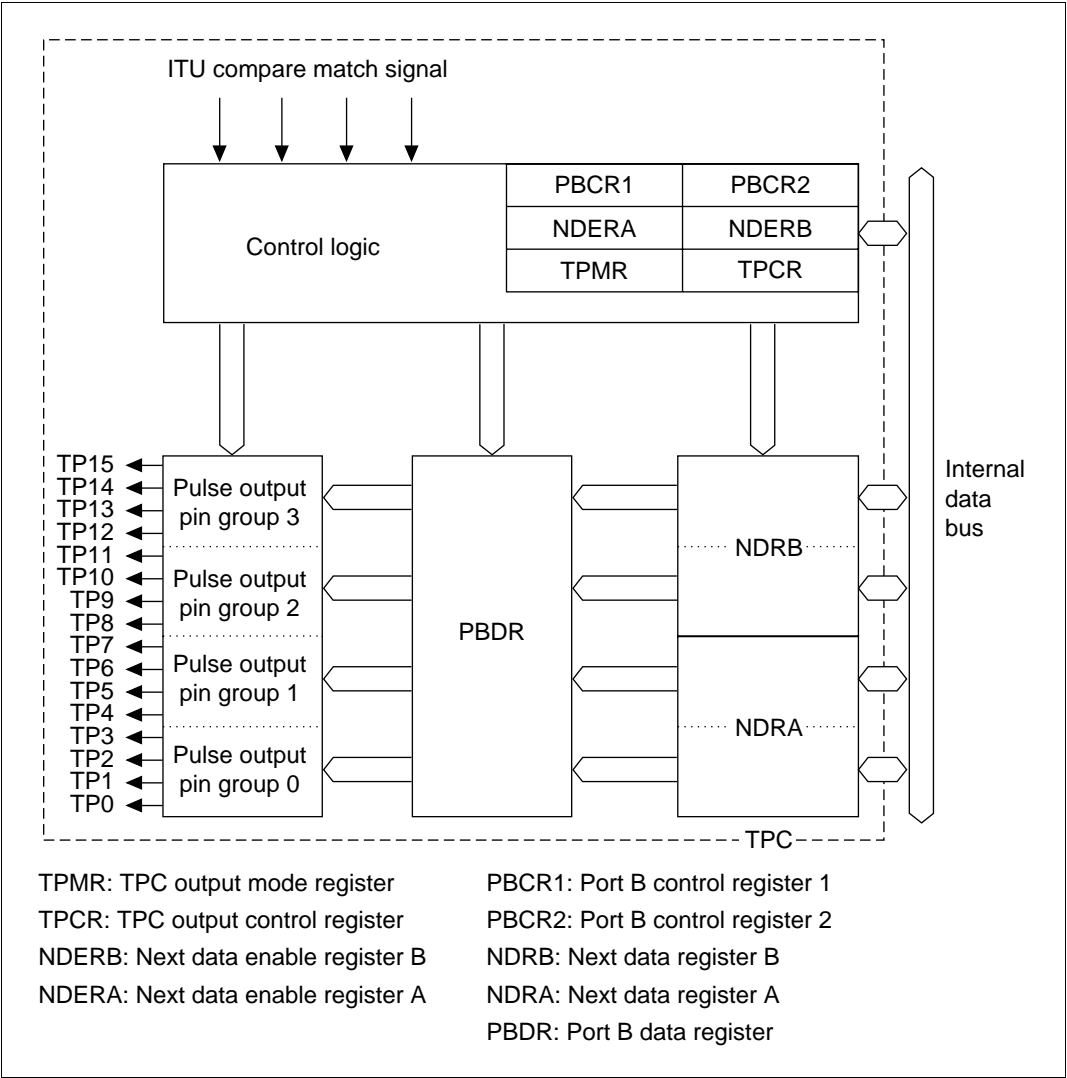 ITU compare match signal
PBCR1 PBCR2
NDERA NDERB
Control logic
TPMR TPCR
TP15
TP14
TP13
TP12
TP11
TP10
TP9
TP8
TP7
TP6
TP5
TP4
TP3
TP2
TP1
TP0
Pulse output
pin group 3
Pulse output
pin group 2
Pulse output
pin group 1
Pulse output
pin group 0
PBDR
NDRB
NDRA
Internal
data
bus
TPC
TPMR: TPC output mode register
TPCR: TPC output control register
NDERB: Next data enable register B
NDERA: Next data enable register A
PBCR1: Port B control register 1
PBCR2: Port B control register 2
NDRB: Next data register B
NDRA: Next data register A
PBDR: Port B data register